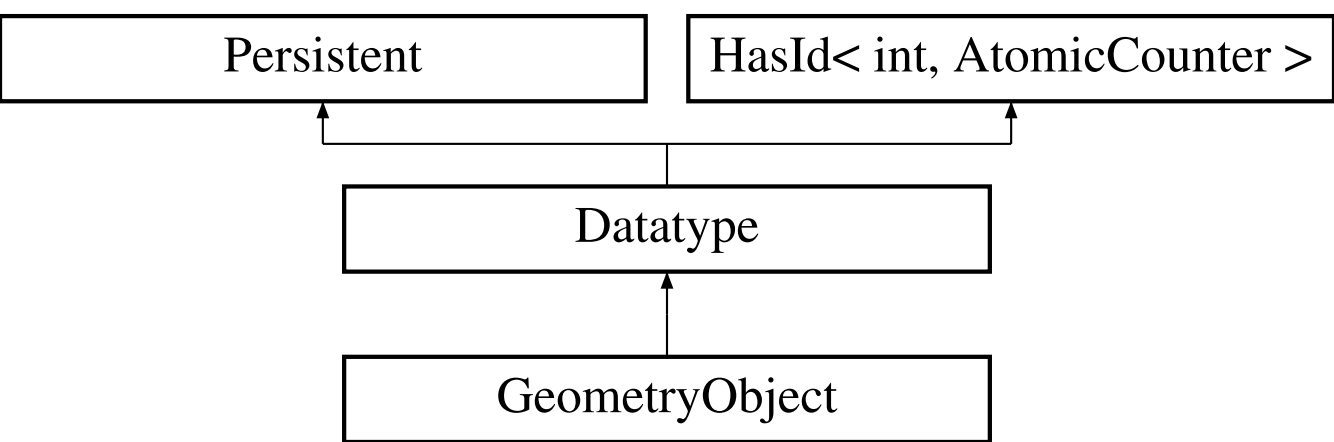 Persistent
HasId< int, AtomicCounter >
Datatype
GeometryObject